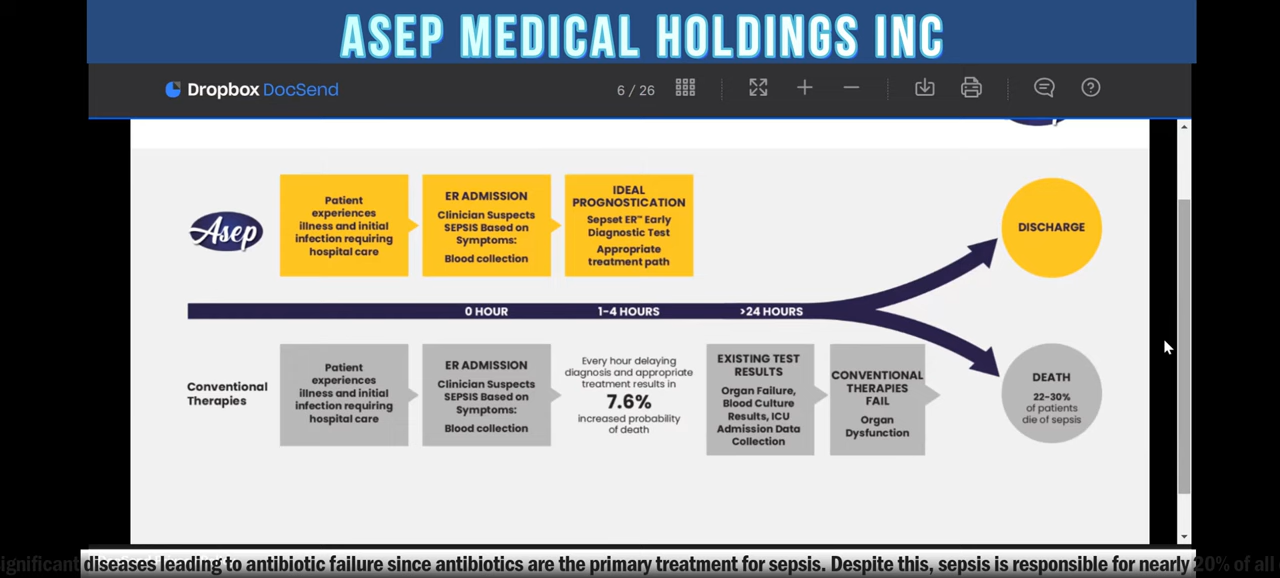 ASEP MEDICAL HOLDINGS INC
Dropbox DocSend
6 / 26
Asep
Patient
experiences
illness and initial
infection requiring
hospital care
ER ADMISSION
Clinician Suspects
SEPSIS Based on
Symptoms:
Blood collection
IDEAL
PROGNOSTICATION
Sepset ER™ Early
Diagnostic Test
Appropriate
treatment path
DISCHARGE
0 HOUR
1-4 HOURS
>24 HOURS
Conventional
Therapies
Patient
experiences
illness and initial
infection requiring
hospital care
ER ADMISSION
Clinician Suspects
SEPSIS Based on
Symptoms:
Blood collection
Every hour delaying
diagnosis and appropriate
treatment results in
7.6%
increased probability
of death
EXISTING TEST
RESULTS
Organ Failure,
Blood Culture
Results, ICU
Admission Data
Collection
CONVENTIONAL
THERAPIES
FAIL
Organ
Dysfunction
DEATH
22-30%
of patients
die of sepsis
ignificant diseases leading to antibiotic failure since antibiotics are the primary treatment for sepsis. Despite this, sepsis is responsible for nearly 20% of all